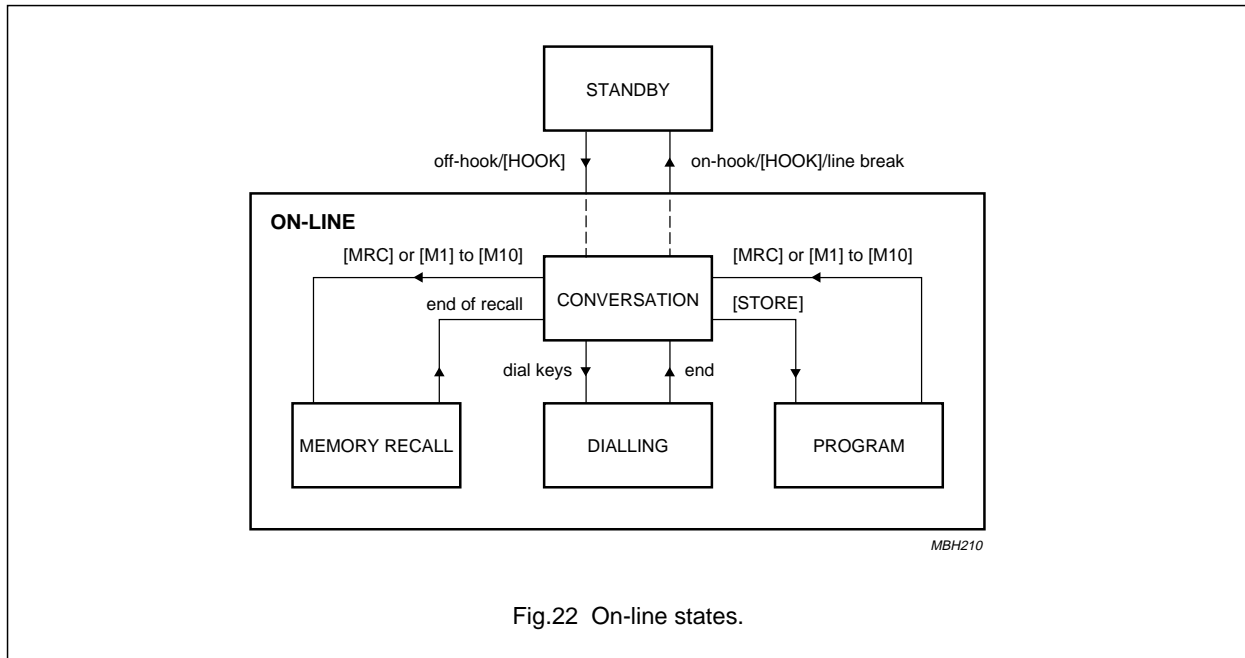 STANDBY
off-hook/[HOOK]
on-hook/[HOOK]/line break
ON-LINE
[MRC] or [M1] to [M10]
[MRC] or [M1] to [M10]
end of recall
CONVERSATION
[STORE]
dial keys
end
MEMORY RECALL
DIALLING
PROGRAM
MBH210
Fig.22 On-line states.